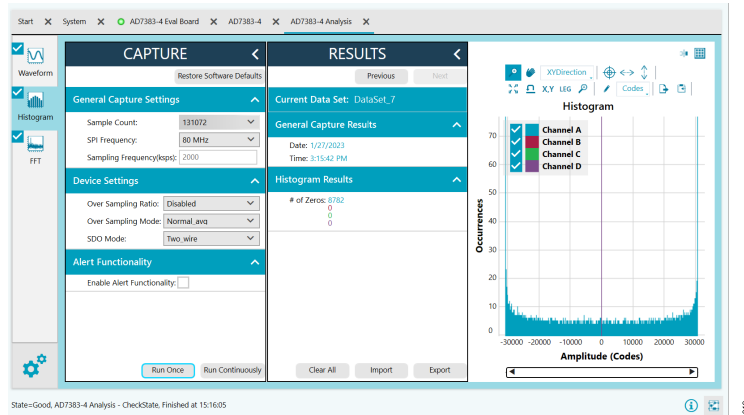 Start System AD7383-4 Eval Board AD7383-4 AD7383-4 Analysis
Waveform
Histogram
FFT
CAPTURE
Restore Software Defaults
General Capture Settings
Sample Count: 131072
SPI Frequency: 80 MHz
Sampling Frequency(ksps): 2000
Device Settings
Over Sampling Ratio: Disabled
Over Sampling Mode: Normal_avg
SDO Mode: Two_wire
Alert Functionality
Enable Alert Functionality:
Run Once Run Continuously
RESULTS
Previous Next
Current Data Set: DataSet_7
General Capture Results
Date: 1/27/2023
Time: 3:15:42 PM
Histogram Results
# of Zeros: 8782
0
0
0
Clear All Import Export
XYDirection
X,Y LEG Codes
Histogram
Channel A
Channel B
Channel C
Channel D
Occurrences
70
60
50
40
30
20
10
0
-30000 -20000 -10000 0 10000 20000 30000
Amplitude (Codes)
State=Good, AD7383-4 Analysis - CheckState, Finished at 15:16:05